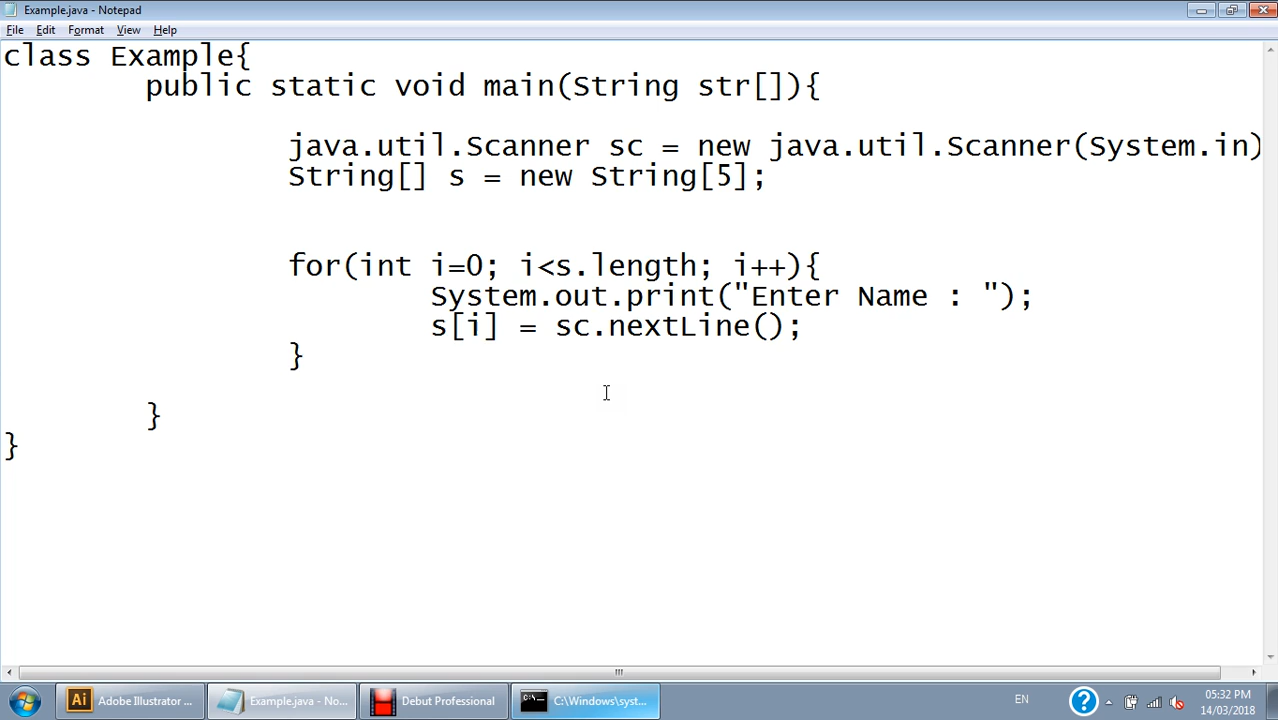 Example.java - Notepad
File Edit Format View Help
class Example{
public static void main(String str[]){
java.util.Scanner sc = new java.util.Scanner(System.in)
String[] s = new String[5];
for(int i=0; i<s.length; i++){
System.out.print("Enter Name : ");
s[i] = sc.nextLine();
}
}
}
Ai Adobe Illustrator ... Example.java - No... Debut Professional C:\Windows\syst... EN 05:32 PM
14/03/2018